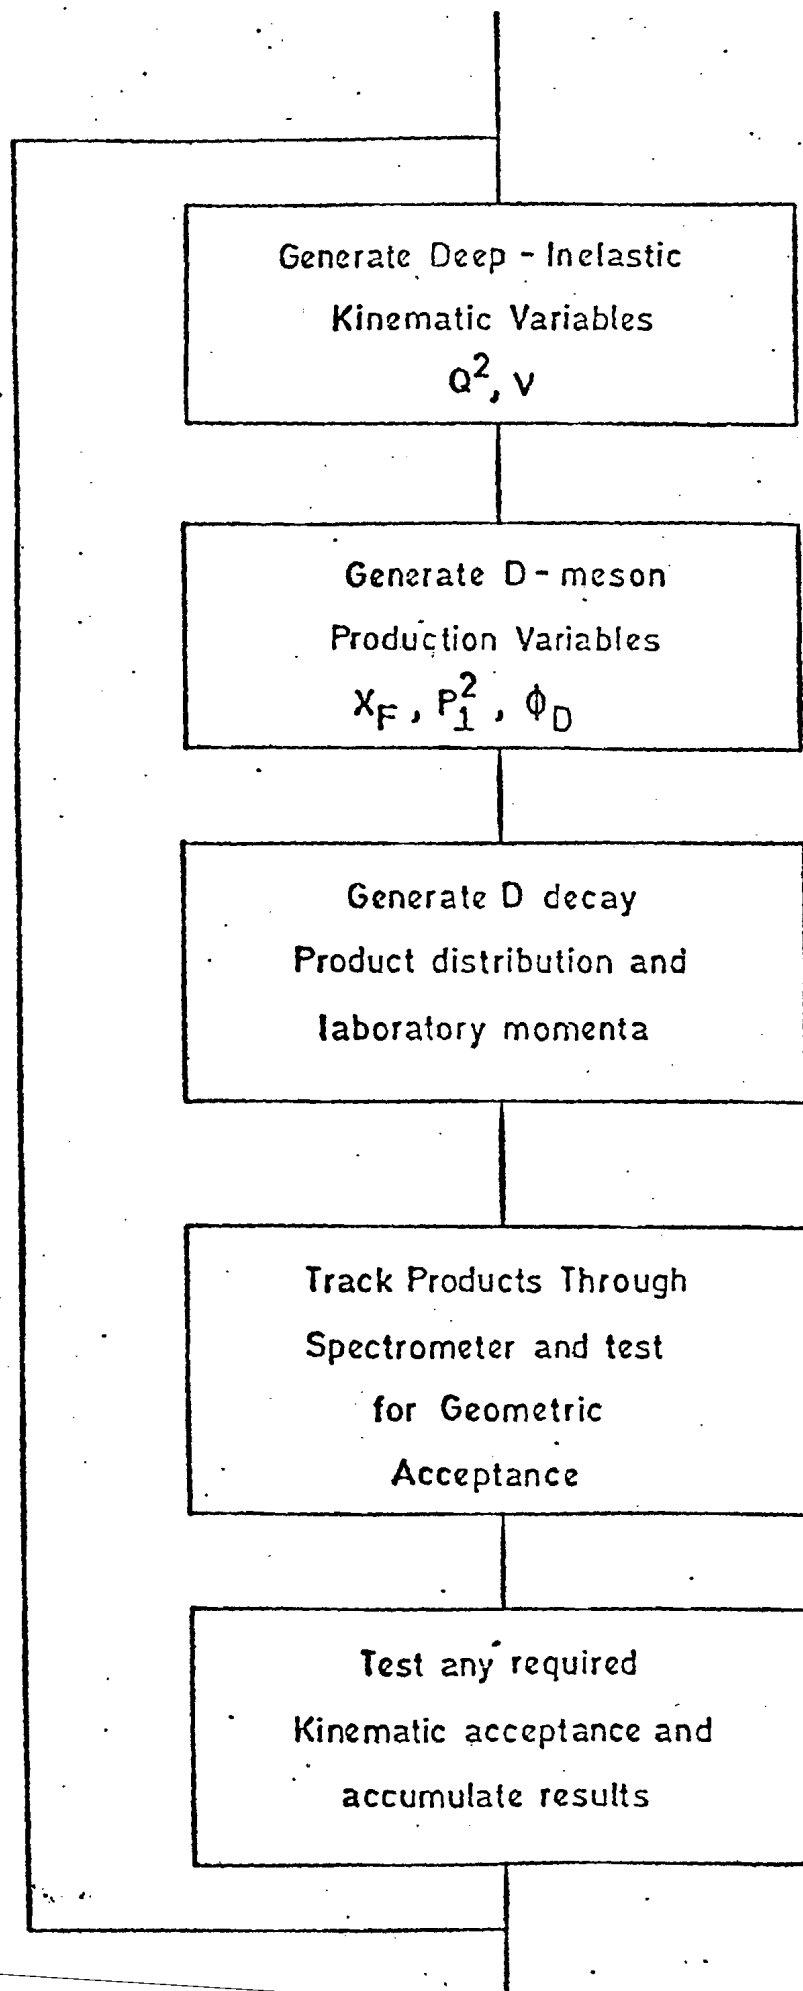 Generate Deep - Inelastic
Kinematic Variables
Q², ν
Generate D - meson
Production Variables
X_F , P_⊥² , ϕ_D
Generate D decay
Product distribution and
laboratory momenta
Track Products Through
Spectrometer and test
for Geometric
Acceptance
Test any required
Kinematic acceptance and
accumulate results